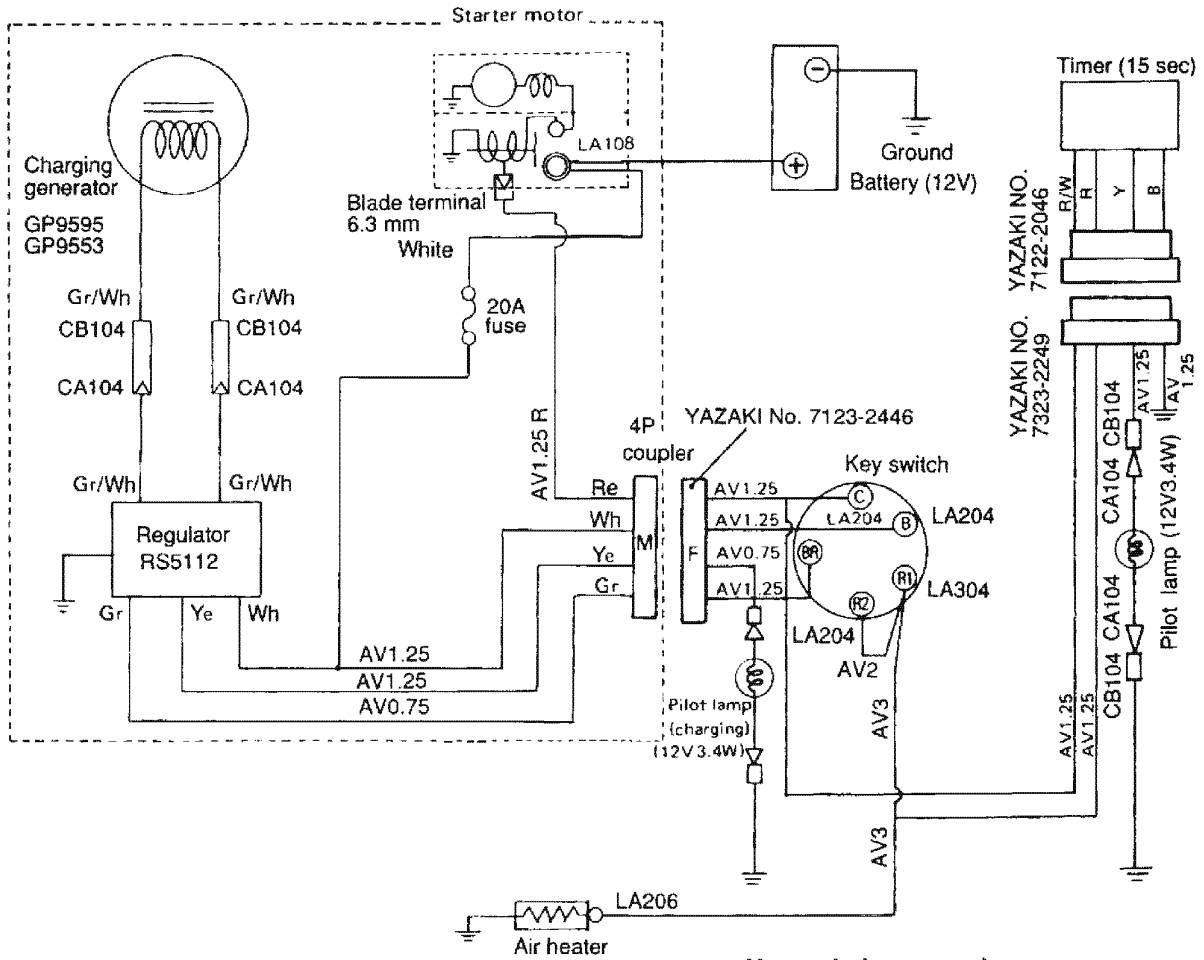 Starter motor
Timer (15 sec)
LA108
Ground
Battery (12V)
Charging
generator
GP9595
GP9553
Blade terminal
6.3 mm
White
R/W
R
Y
B
YAZAKI NO.
7122-2046
20A
fuse
Gr/Wh
Gr/Wh
CB104
CB104
CA104
CA104
YAZAKI NO.
7323-2249
AV1.25
AV
1.25
AV1.25 R
4P
coupler
YAZAKI No. 7123-2446
Key switch
Gr/Wh
Gr/Wh
Regulator
RS5112
Re
Wh
Ye
Gr
M
F
AV1.25
AV1.25
AV0.75
AV1.25
C
LA204
B
LA204
BR
R1
LA304
R2
LA204
AV2
CB104
CA104
Pilot lamp (12V3.4W)
CA104
CB104
Gr
Ye
Wh
AV1.25
AV1.25
AV0.75
Pilot lamp
(charging)
(12V3.4W)
AV3
AV1.25
AV1.25
AV3
LA206
Air heater